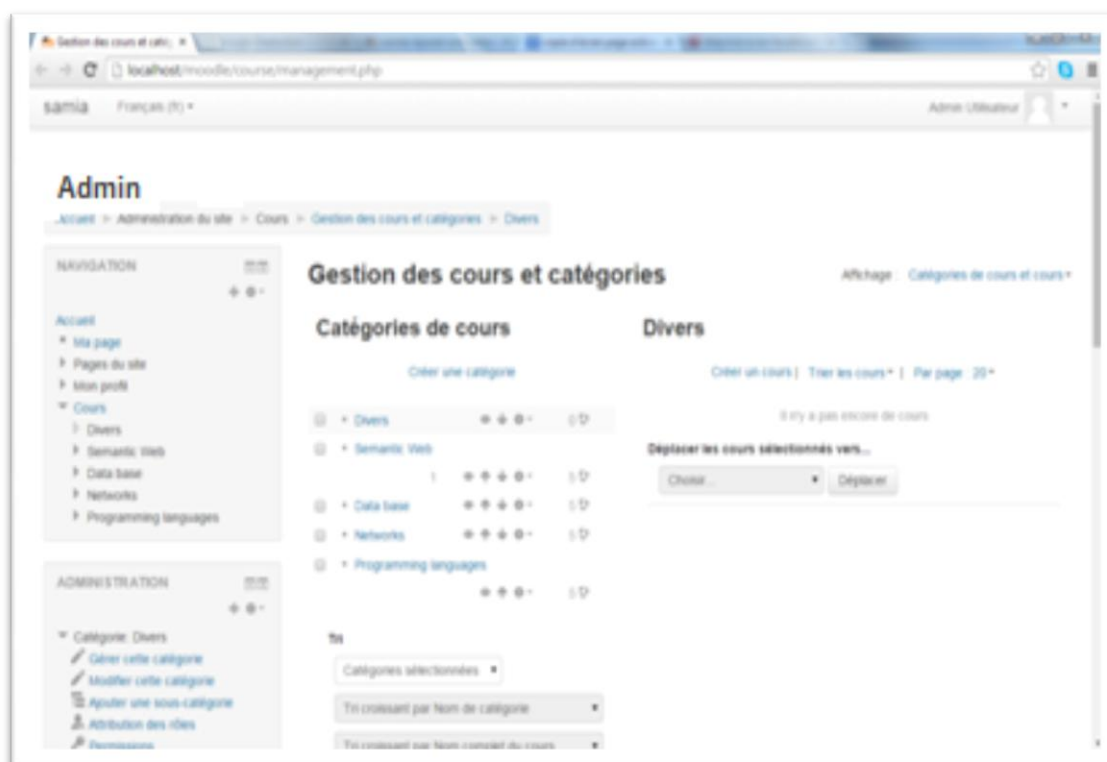 Gestion des cours et catég
localhost/moodle/course/management.php
samia Français (fr)
Admin Utilisateur
Admin
Accueil Administration du site Cours Gestion des cours et catégories Divers
NAVIGATION
Accueil
Ma page
Pages du site
Mon profil
Cours
Divers
Semantic Web
Data base
Networks
Programming languages
ADMINISTRATION
Catégorie: Divers
Gérer cette catégorie
Modifier cette catégorie
Ajouter une sous-catégorie
Attribution des rôles
Permissions
Gestion des cours et catégories
Affichage : Catégories de cours et cours
Catégories de cours
Créer une catégorie
Divers
Semantic Web
Data base
Networks
Programming languages
Tri
Catégories sélectionnées
Tri croissant par Nom de catégorie
Tri croissant par Nom complet du cours
Divers
Créer un cours | Trier les cours | Par page : 20
Il n'y a pas encore de cours
Déplacer les cours sélectionnés vers...
Choisir...
Déplacer